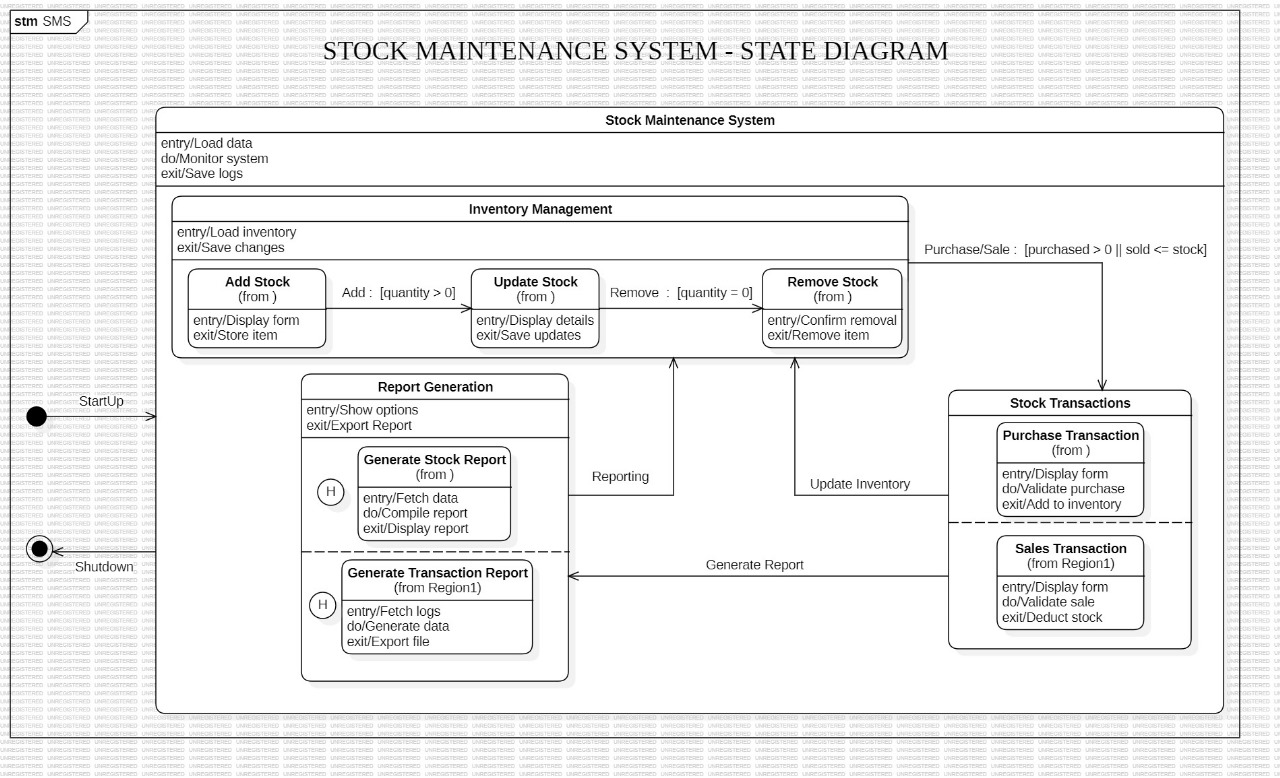 stm SMS
STOCK MAINTENANCE SYSTEM - STATE DIAGRAM
Stock Maintenance System
entry/Load data
do/Monitor system
exit/Save logs
Inventory Management
entry/Load inventory
exit/Save changes
Purchase/Sale : [purchased > 0 || sold <= stock]
Add Stock
(from )
entry/Display form
exit/Store item
Add : [quantity > 0]
Update Stock
(from )
entry/Display details
exit/Save updates
Remove : [quantity = 0]
Remove Stock
(from )
entry/Confirm removal
exit/Remove item
StartUp
Shutdown
Report Generation
entry/Show options
exit/Export Report
Generate Stock Report
(from )
H
entry/Fetch data
do/Compile report
exit/Display report
Generate Transaction Report
(from Region1)
H
entry/Fetch logs
do/Generate data
exit/Export file
Reporting
Update Inventory
Generate Report
Stock Transactions
Purchase Transaction
(from )
entry/Display form
do/Validate purchase
exit/Add to inventory
Sales Transaction
(from Region1)
entry/Display form
do/Validate sale
exit/Deduct stock
UNREGISTERED